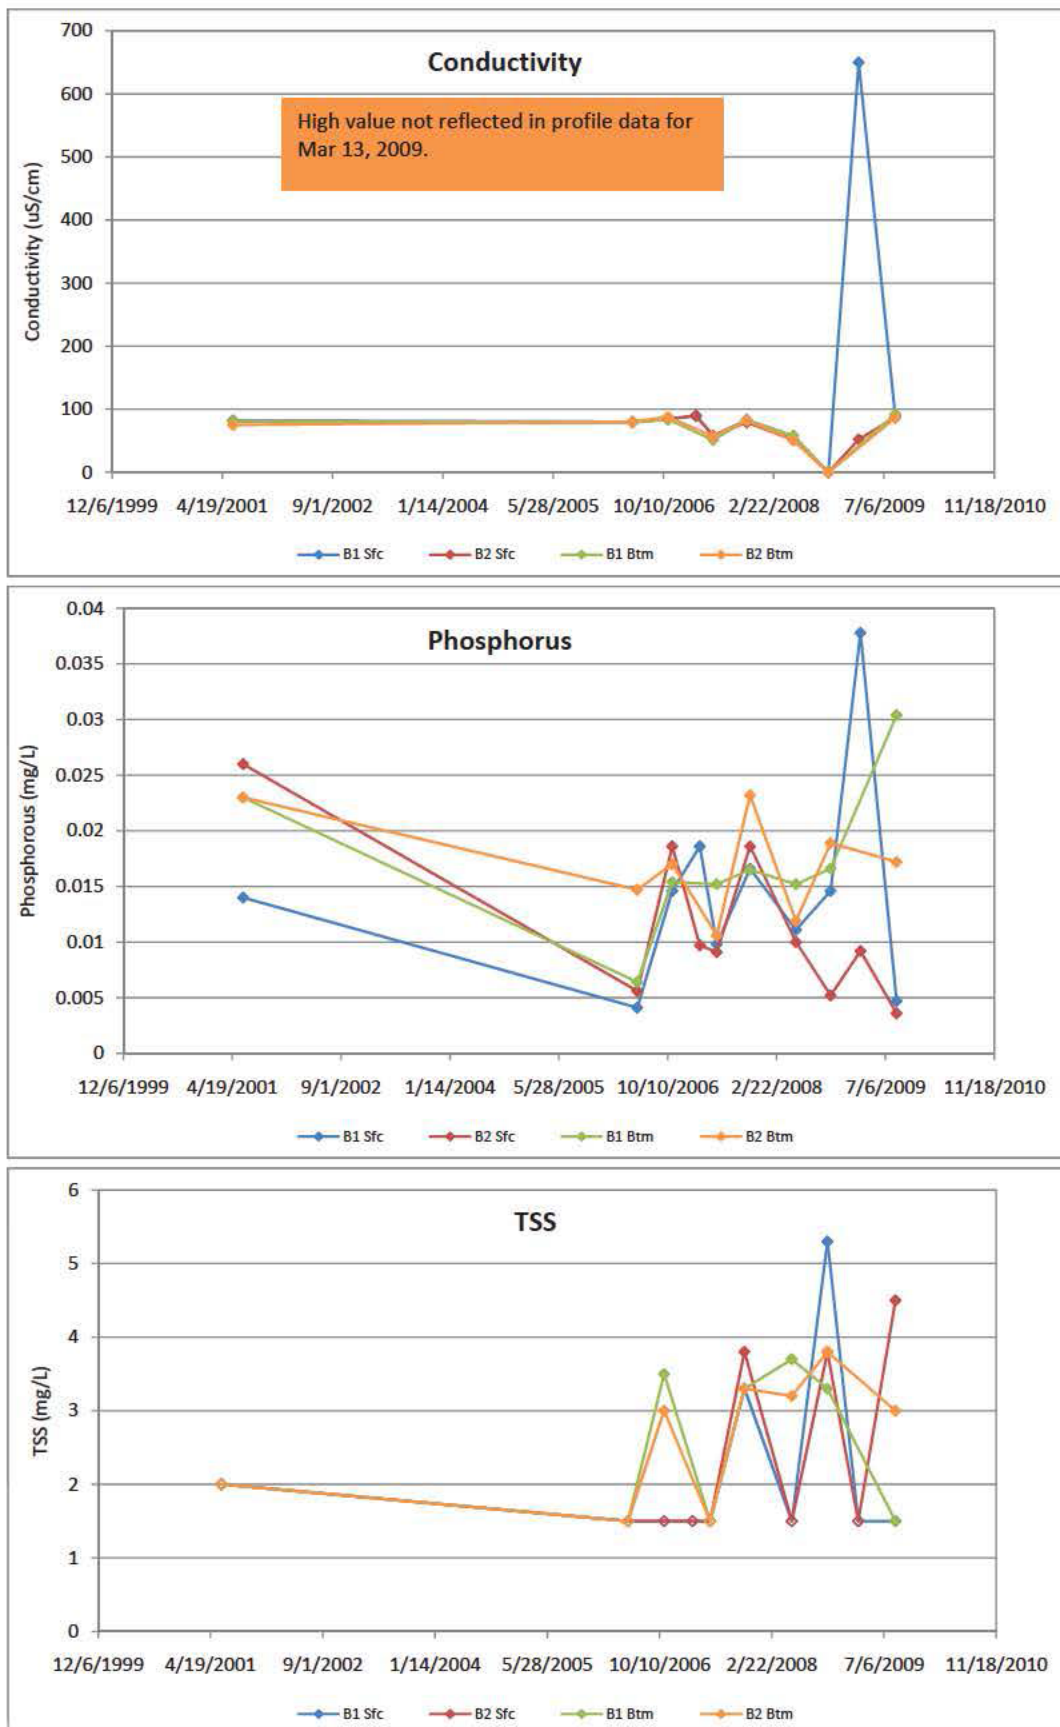 Conductivity
High value not reflected in profile data for
Mar 13, 2009.
Conductivity (uS/cm)
700
600
500
400
300
200
100
0
12/6/1999 4/19/2001 9/1/2002 1/14/2004 5/28/2005 10/10/2006 2/22/2008 7/6/2009 11/18/2010
B1 Sfc B2 Sfc B1 Btm B2 Btm
Phosphorus
Phosphorous (mg/L)
0.04
0.035
0.03
0.025
0.02
0.015
0.01
0.005
0
12/6/1999 4/19/2001 9/1/2002 1/14/2004 5/28/2005 10/10/2006 2/22/2008 7/6/2009 11/18/2010
B1 Sfc B2 Sfc B1 Btm B2 Btm
TSS
TSS (mg/L)
6
5
4
3
2
1
0
12/6/1999 4/19/2001 9/1/2002 1/14/2004 5/28/2005 10/10/2006 2/22/2008 7/6/2009 11/18/2010
B1 Sfc B2 Sfc B1 Btm B2 Btm